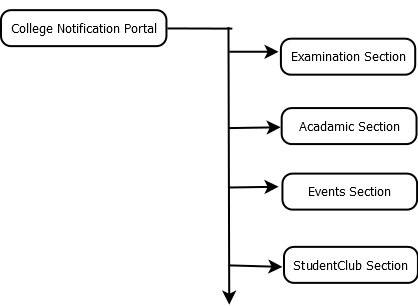 College Notification Portal
Examination Section
Acadamic Section
Events Section
StudentClub Section